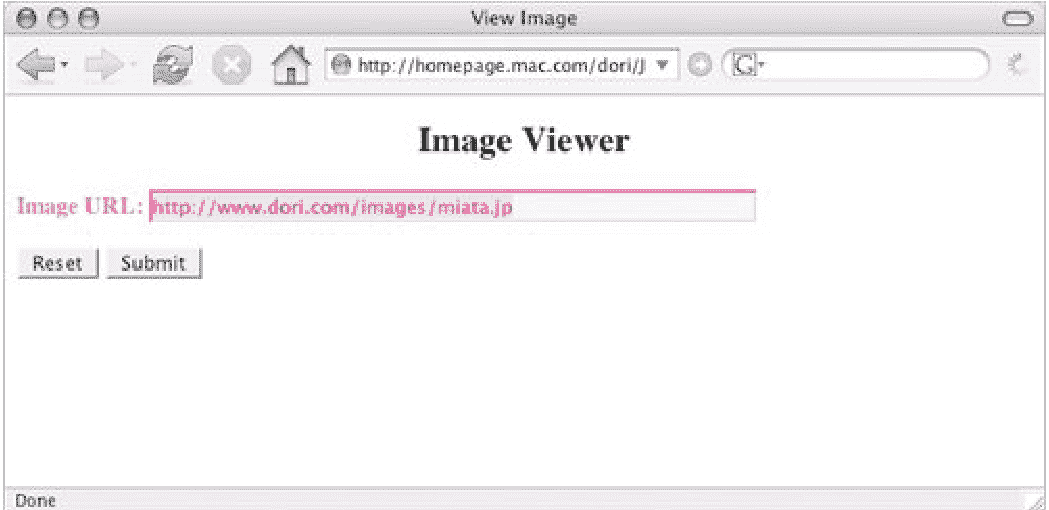 View Image
http://homepage.mac.com/dori/J
G
Image Viewer
Image URL: http://www.dori.com/images/miata.jp
Reset Submit
Done